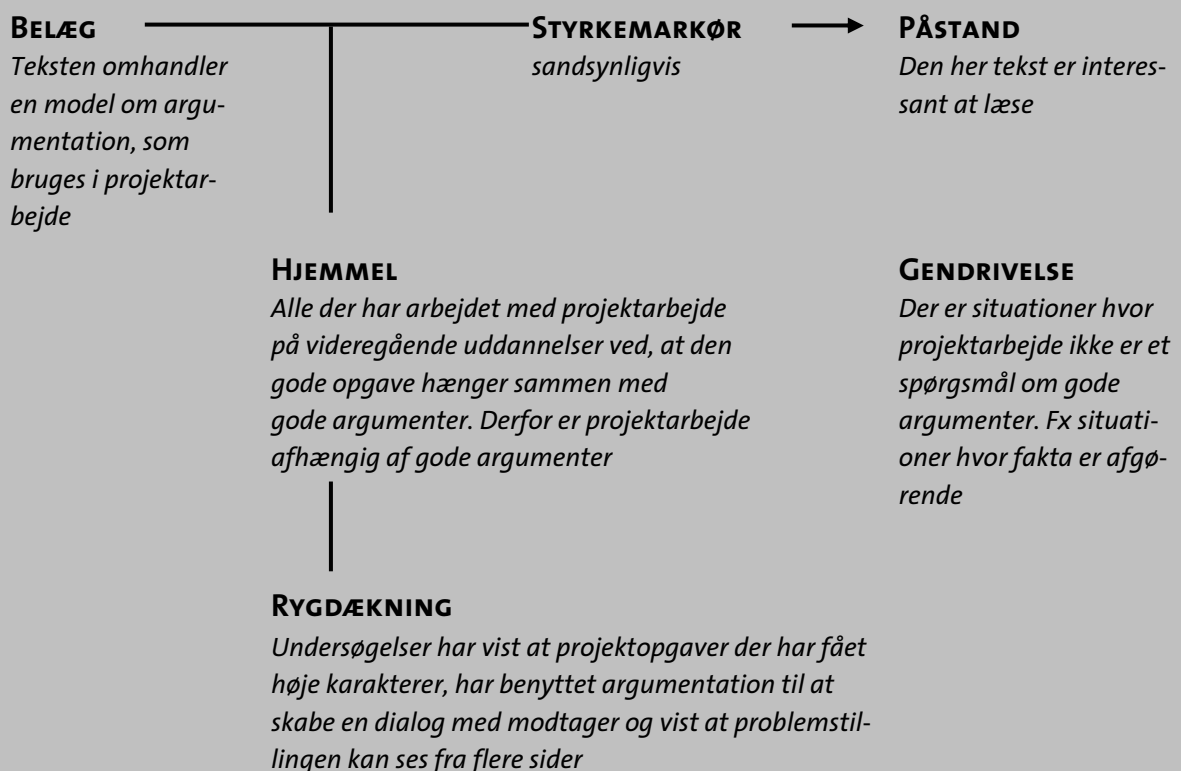 BELÆG
Teksten omhandler
en model om argu-
mentation, som
bruges i projektar-
bejde
STYRKEMARKØR
sandsynligvis
PÅSTAND
Den her tekst er interes-
sant at læse
HJEMMEL
Alle der har arbejdet med projektarbejde
på videregående uddannelser ved, at den
gode opgave hænger sammen med
gode argumenter. Derfor er projektarbejde
afhængig af gode argumenter
GENDRIVELSE
Der er situationer hvor
projektarbejde ikke er et
spørgsmål om gode
argumenter. Fx situati-
oner hvor fakta er afgø-
rende
RYGDÆKNING
Undersøgelser har vist at projektopgaver der har fået
høje karakterer, har benyttet argumentation til at
skabe en dialog med modtager og vist at problemstil-
lingen kan ses fra flere sider